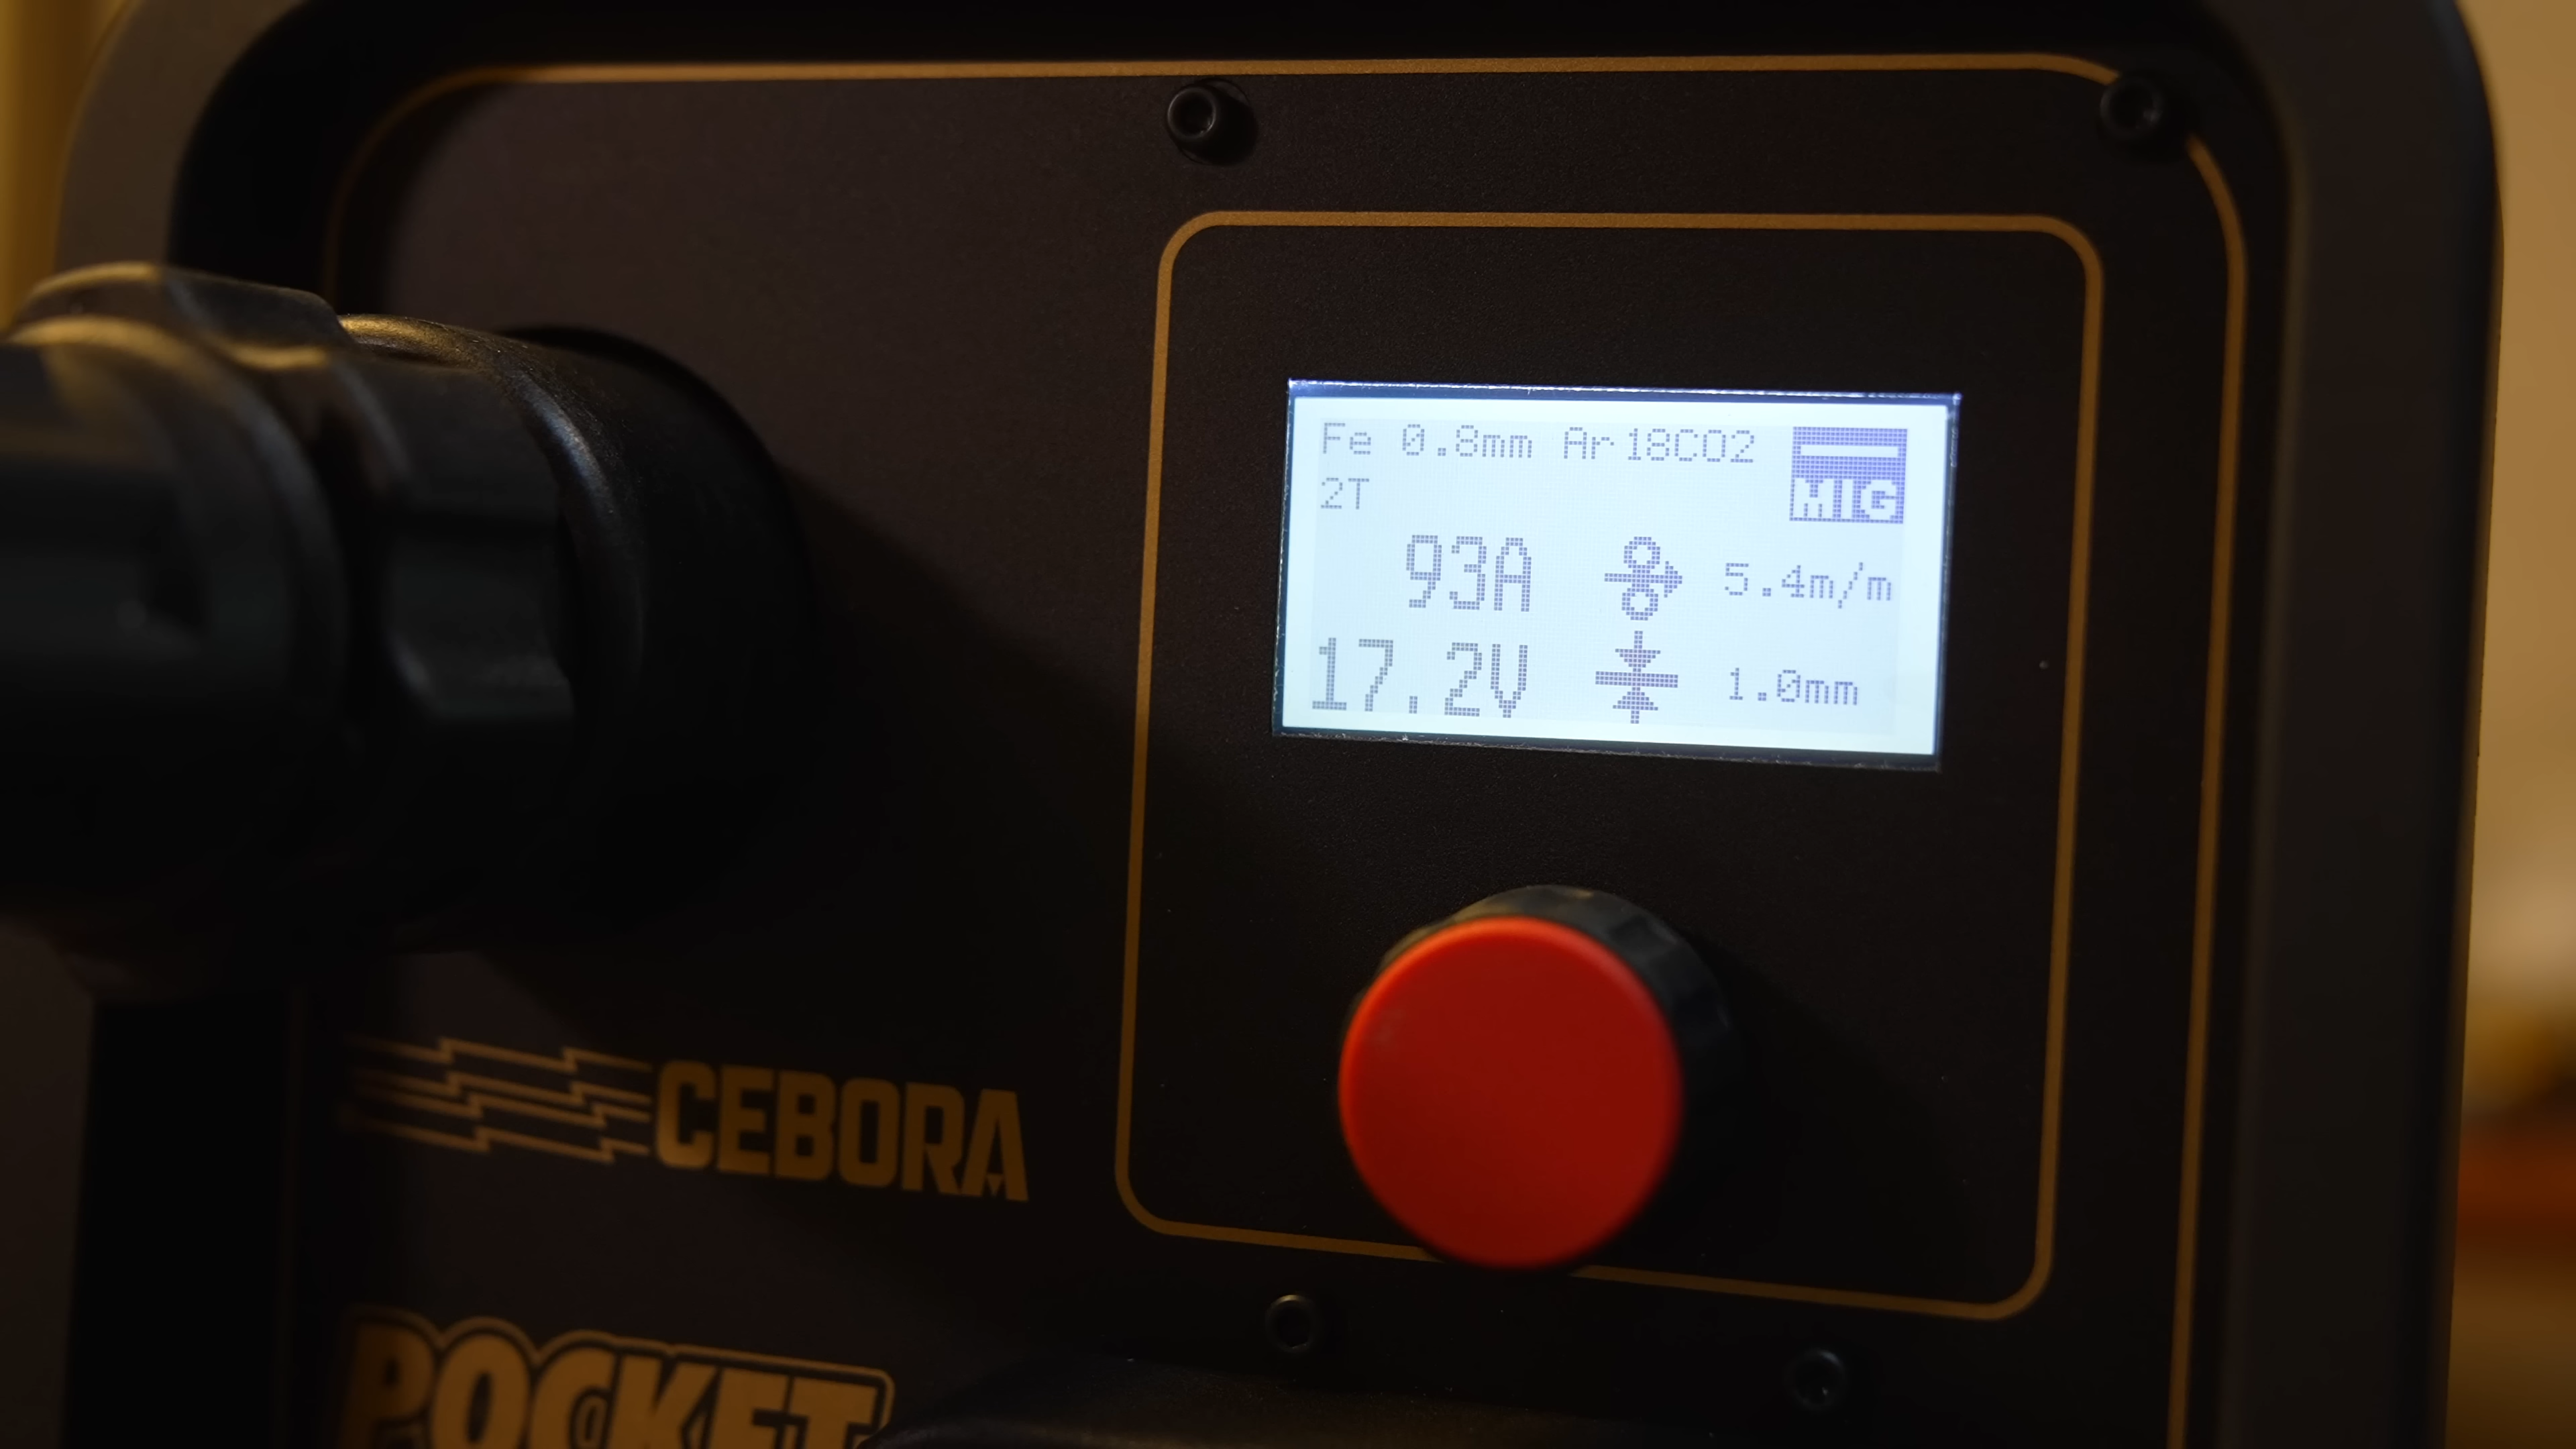 Fe 0.8mm Ar18CO2
MIG
2T
93A 5.4m/m
17.2V 1.0mm
CEBORA
POCKET